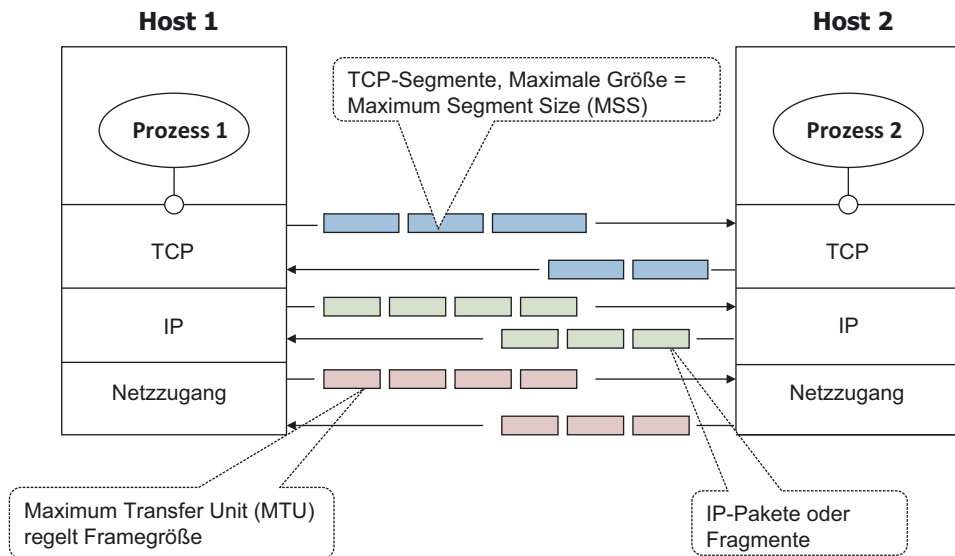 Host 1
Host 2
TCP-Segmente, Maximale Größe =
Maximum Segment Size (MSS)
Prozess 1
Prozess 2
TCP
TCP
IP
IP
Netzzugang
Netzzugang
Maximum Transfer Unit (MTU)
regelt Framegröße
IP-Pakete oder
Fragmente